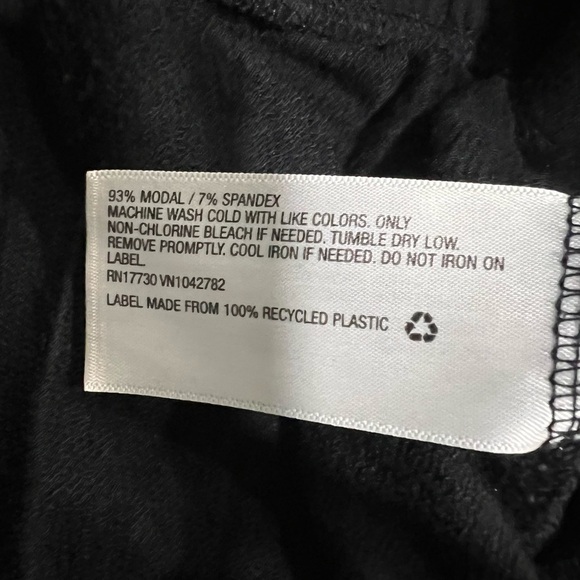 93% MODAL / 7% SPANDEX
MACHINE WASH COLD WITH LIKE COLORS. ONLY
NON-CHLORINE BLEACH IF NEEDED. TUMBLE DRY LOW.
REMOVE PROMPTLY. COOL IRON IF NEEDED. DO NOT IRON ON
LABEL.
RN17730 VN1042782
LABEL MADE FROM 100% RECYCLED PLASTIC